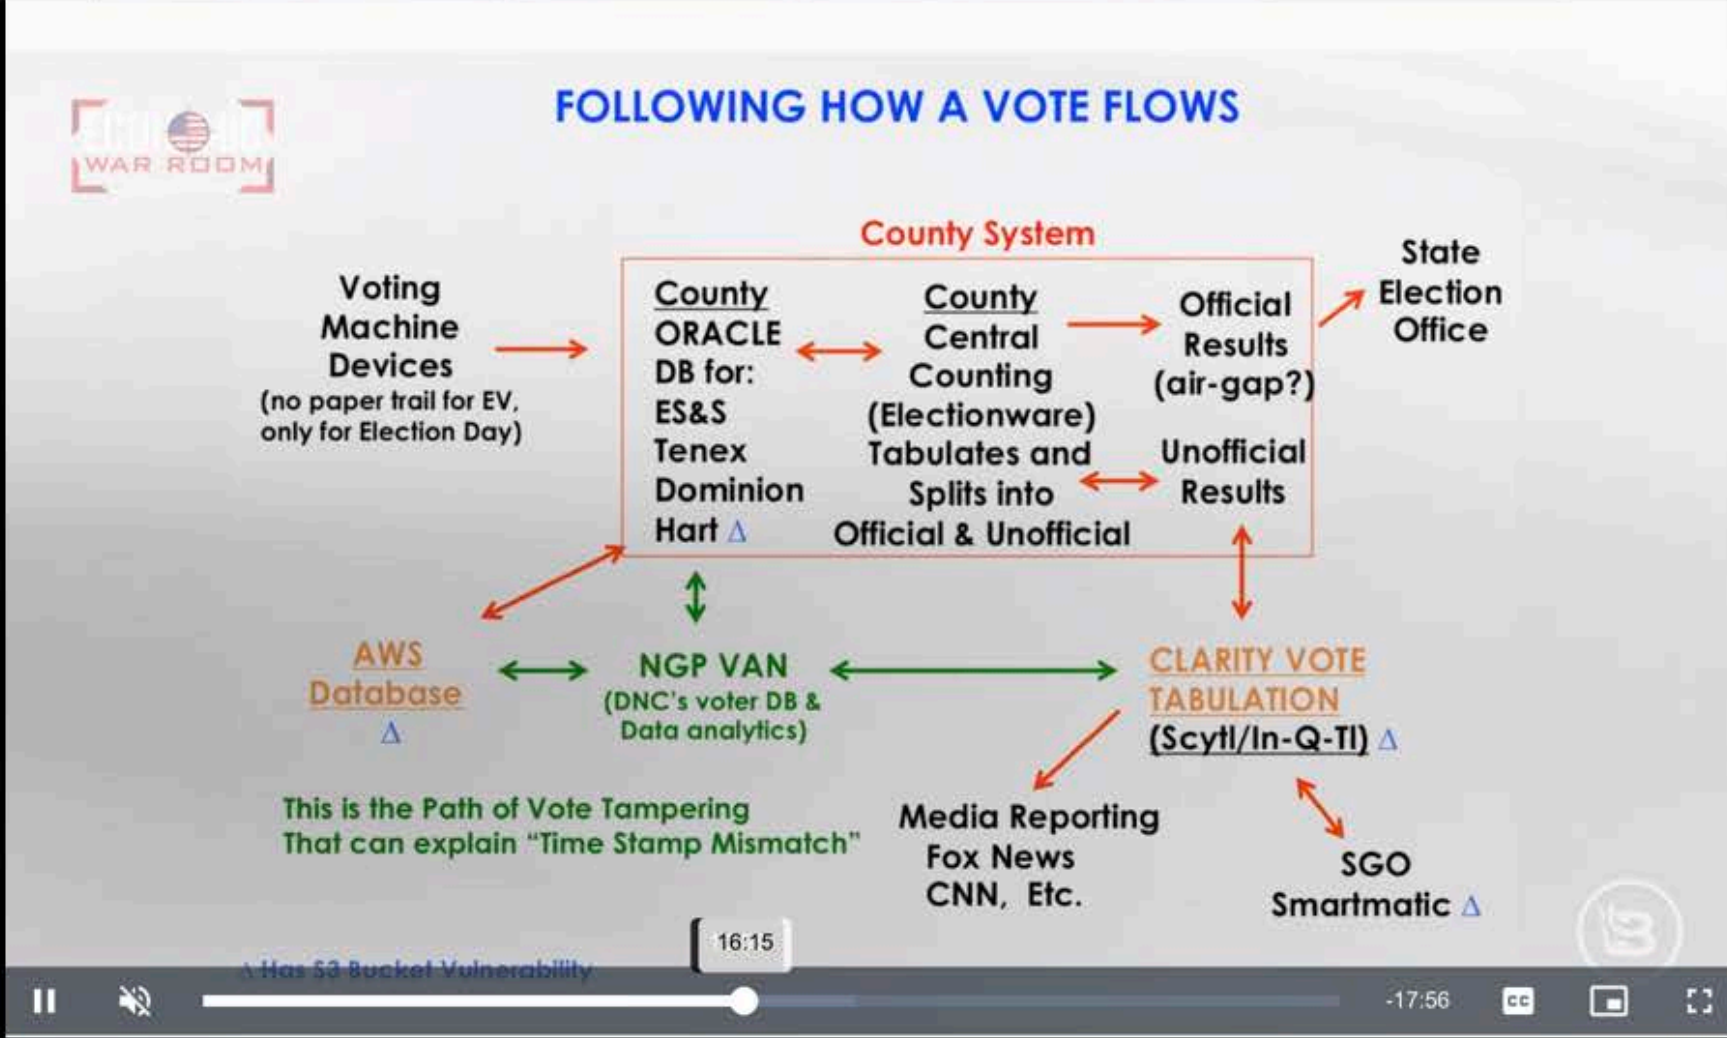 FOLLOWING HOW A VOTE FLOWS
WAR ROOM
County System
Voting
Machine
Devices
(no paper trail for EV,
only for Election Day)
County
ORACLE
DB for:
ES&S
Tenex
Dominion
Hart Δ
County
Central
Counting
(Electionware)
Tabulates and
Splits into
Official & Unofficial
Official
Results
(air-gap?)
Unofficial
Results
State
Election
Office
AWS
Database
Δ
NGP VAN
(DNC's voter DB &
Data analytics)
CLARITY VOTE
TABULATION
(Scytl/In-Q-Tl) Δ
This is the Path of Vote Tampering
That can explain “Time Stamp Mismatch”
Media Reporting
Fox News
CNN, Etc.
SGO
Smartmatic Δ
B
16:15
Δ Has S3 Bucket Vulnerability
-17:56
CC